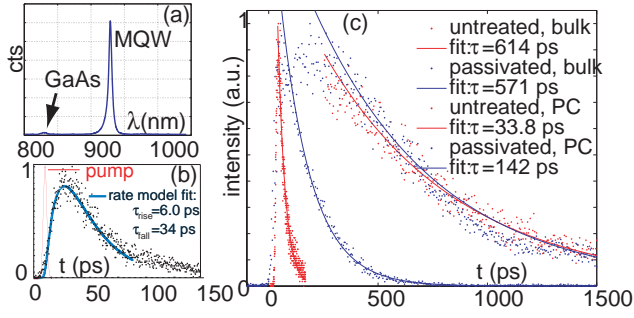 (a)
cts
GaAs
MQW
λ(nm)
800
900
1000
(b)
1
pump
rate model fit:
τrise=6.0 ps
τfall=34 ps
0
t (ps)
0
50
100
150
(c)
1
intensity (a.u.)
untreated, bulk
fit:τ=614 ps
passivated, bulk
fit:τ=571 ps
untreated, PC
fit:τ=33.8 ps
passivated, PC
fit:τ=142 ps
t (ps)
0
0
500
1000
1500